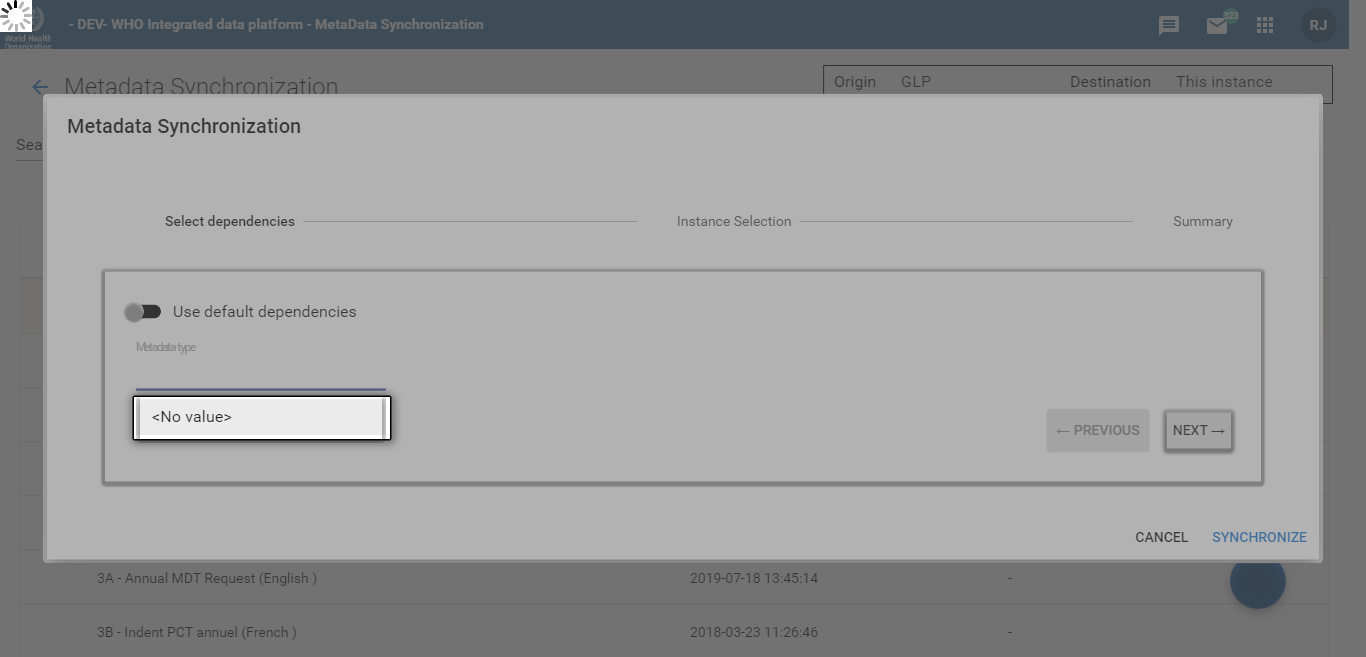 World Health
Organization
- DEV- WHO Integrated data platform - MetaData Synchronization
323
RJ
Metadata Synchronization
Origin GLP Destination This instance
Sea
Metadata Synchronization
Select dependencies Instance Selection Summary
Use default dependencies
Metadata type
<No value>
← PREVIOUS NEXT →
CANCEL SYNCHRONIZE
3A - Annual MDT Request (English ) 2019-07-18 13:45:14 -
3B - Indent PCT annuel (French ) 2018-03-23 11:26:46 -